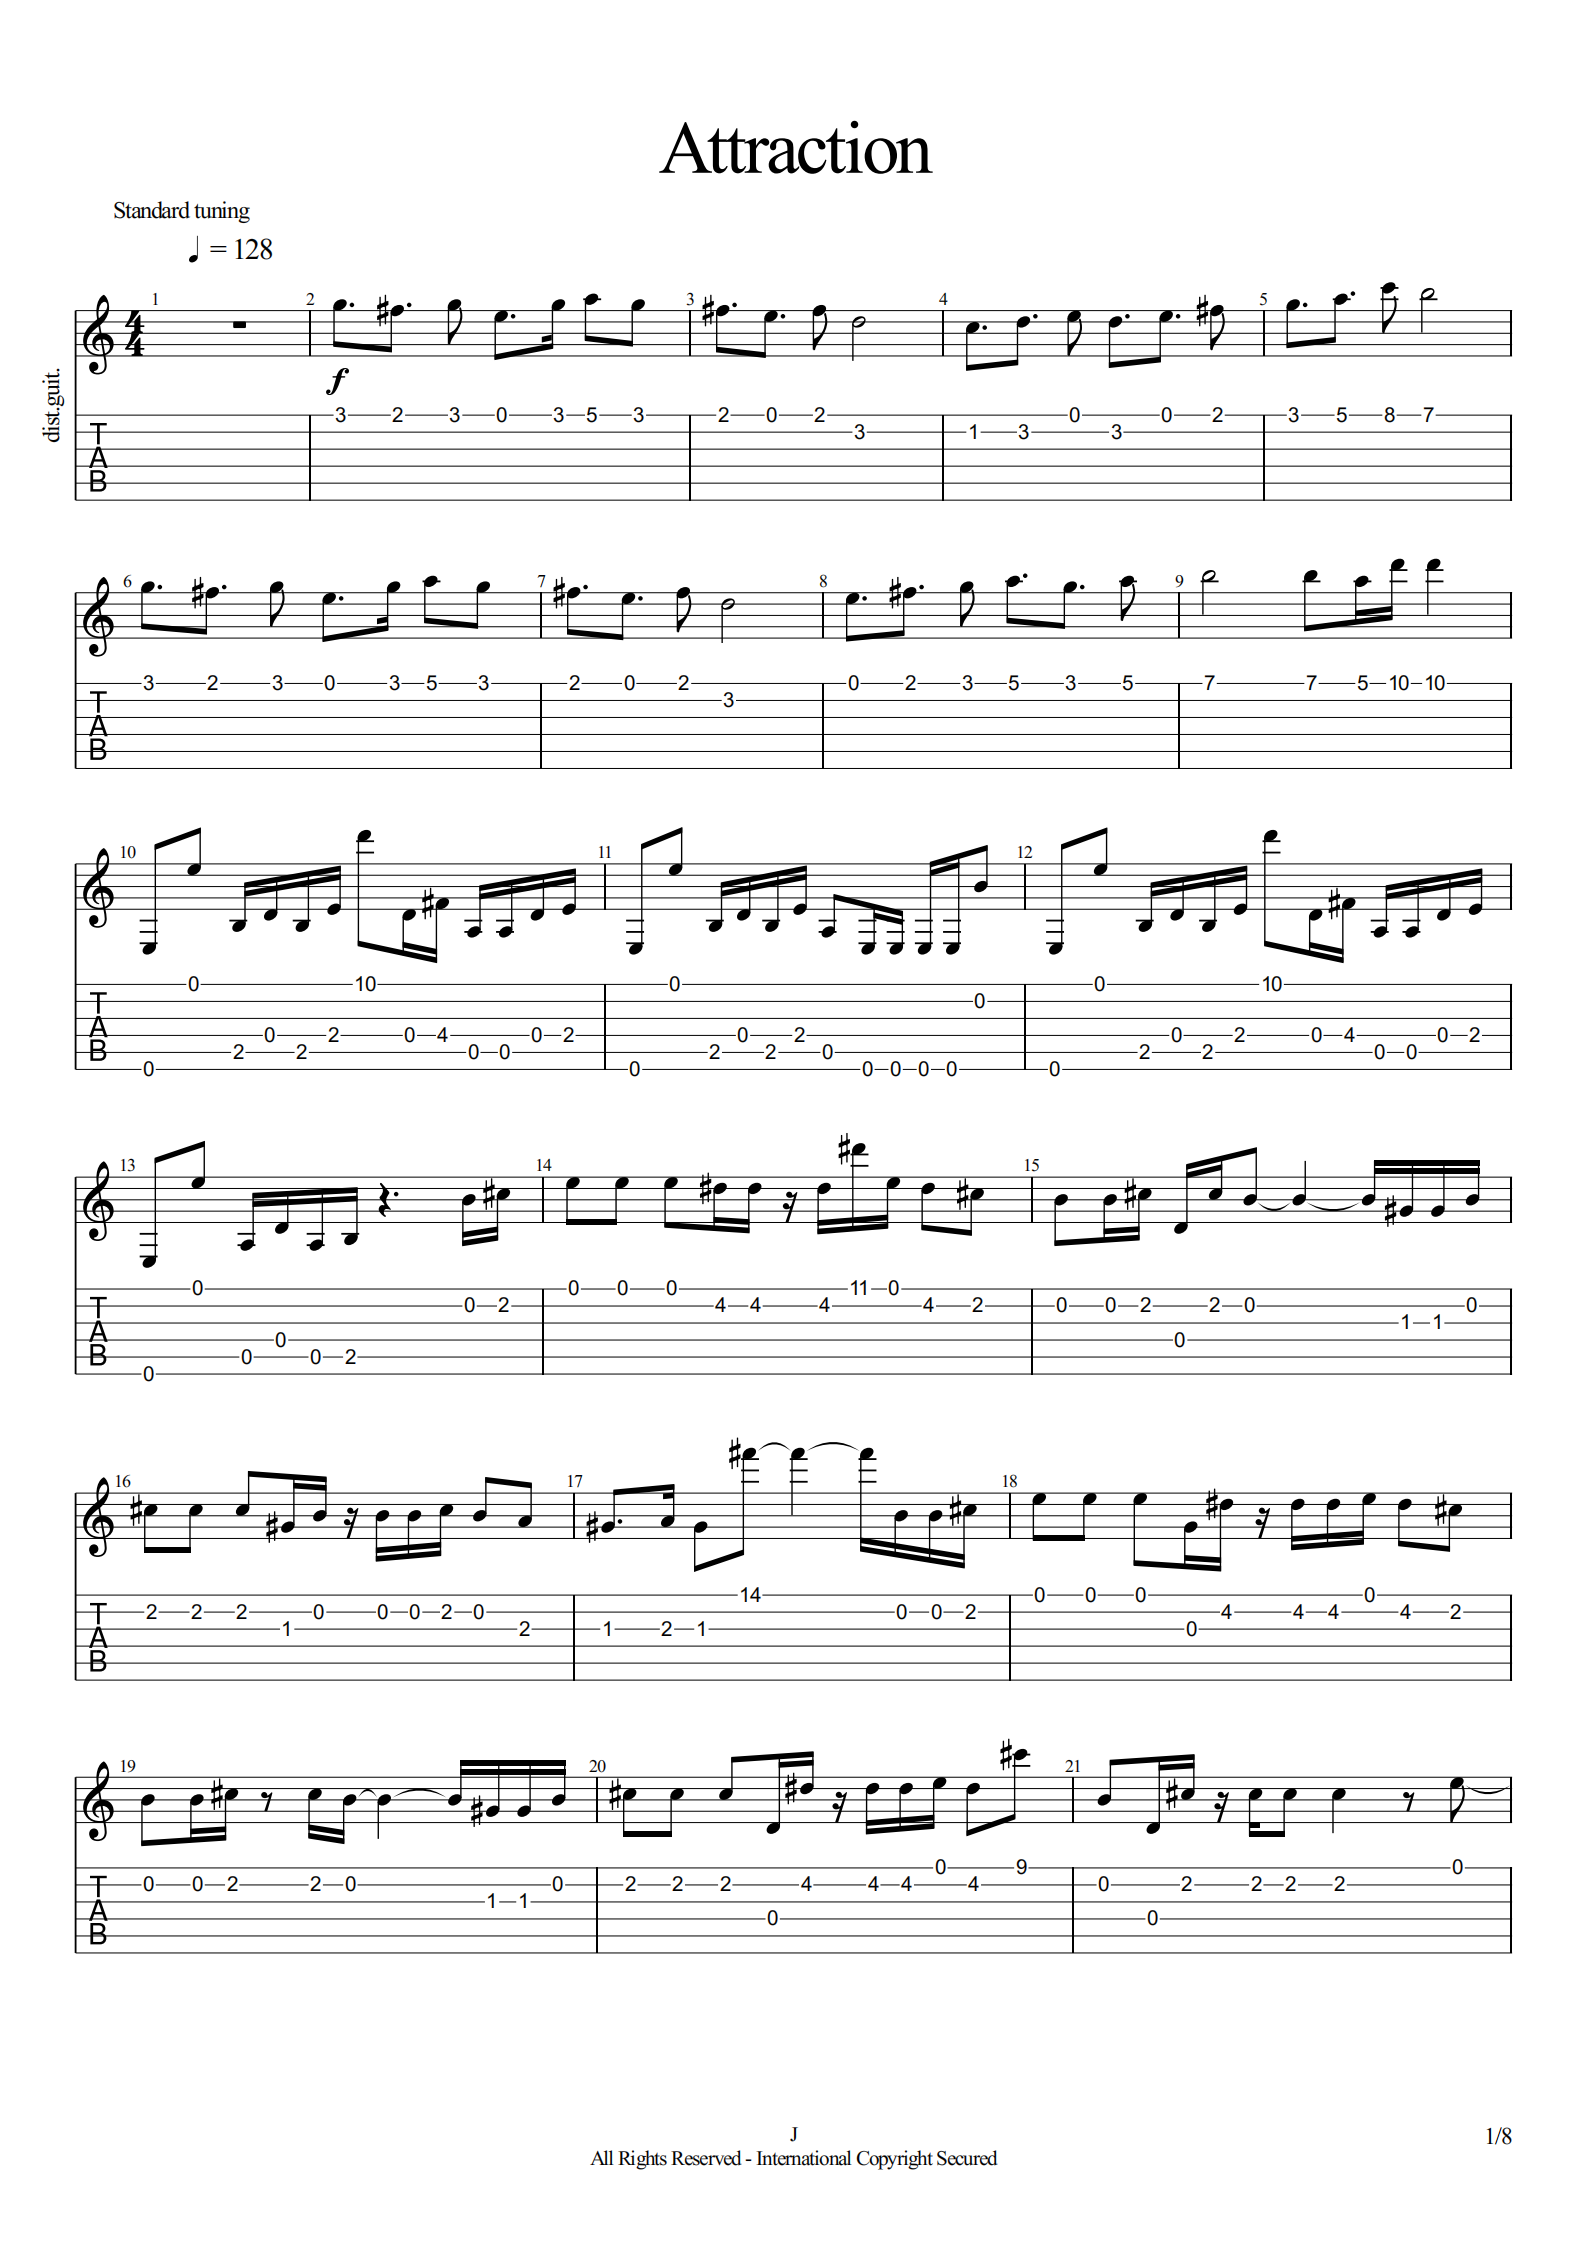 Attraction
Standard tuning
♩ = 128
dist.guit.
1 2 3 4 5
4
4
f
3 2 3 0 3 5 3 2 0 2 0 0 2 3 5 8 7
T 3 1 3 3
A
B
6 7 8 9
3 2 3 0 3 5 3 2 0 2 0 2 3 5 3 5 7 7 5 10 10
T 3
A
B
10 11 12
0 10 0 0 10
T 0
A 0 2 0 4 0 2 0 2 0 2 0 4 0 2
B 2 2 0 0 2 2 0 2 2 0 0
0 0 0 0 0 0 0
13 14 15
0 0 0 0 11 0
T 0 2 4 4 4 4 2 0 0 2 2 0 0
1 1
A 0 0
B 0 0 2
0
16 17 18
14 0 0 0 0
T 2 2 2 0 0 0 2 0 0 0 2 4 4 4 4 2
A 1 2 1 2 1 0
B
19 20 21
0 9 0
T 0 0 2 2 0 0 2 2 2 4 4 4 4 0 2 2 2 2
A 1 1
0 0
B
J
All Rights Reserved - International Copyright Secured
1/8